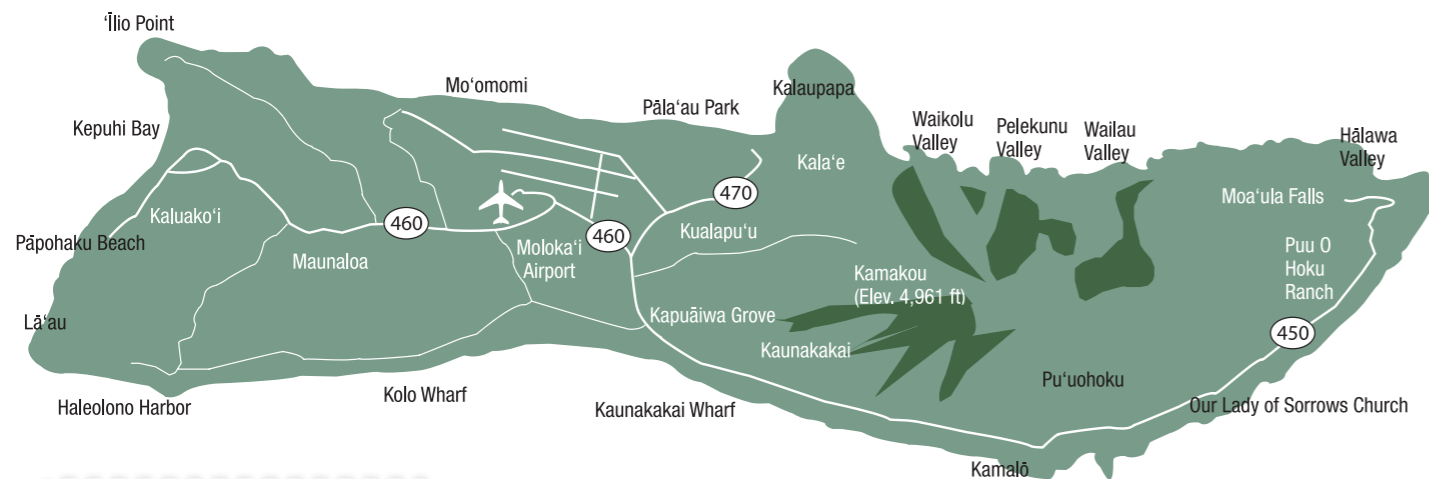 ʻĪlio Point
Moʻomomi
Pālaʻau Park
Kalaupapa
Kepuhi Bay
Waikolu
Valley
Pelekunu
Valley
Wailau
Valley
Hālawa
Valley
Kalaʻe
470
Moaʻula Falls
Kaluakoʻi
460
460
Kualapuʻu
Pāpohaku Beach
Maunaloa
Molokaʻi
Airport
Puu O
Hoku
Ranch
Kamakou
(Elev. 4,961 ft)
Lāʻau
Kapuāiwa Grove
450
Kaunakakai
Puʻuohoku
Haleolono Harbor
Kolo Wharf
Kaunakakai Wharf
Our Lady of Sorrows Church
Kamalō